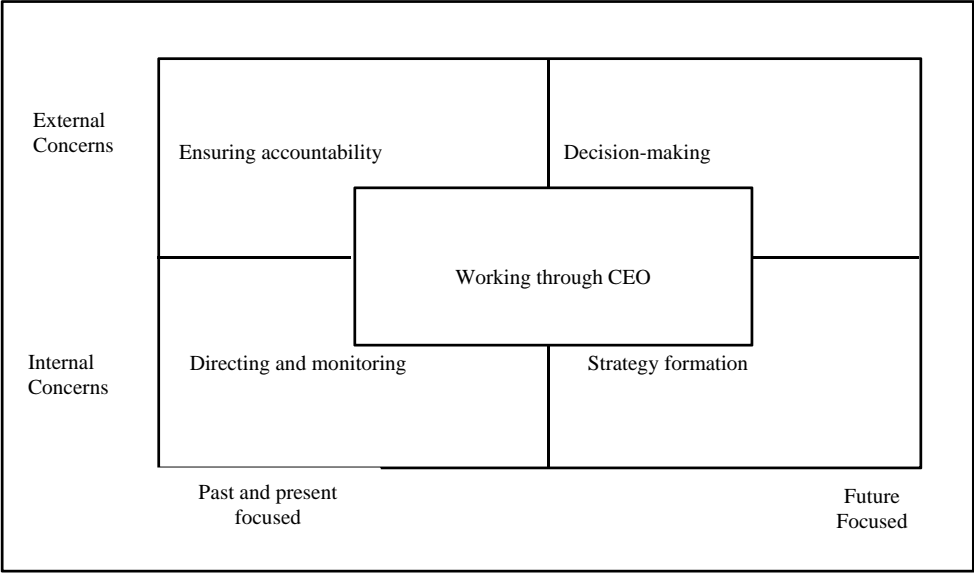 External
Concerns
Ensuring accountability
Decision-making
Working through CEO
Internal
Concerns
Directing and monitoring
Strategy formation
Past and present
focused
Future
Focused